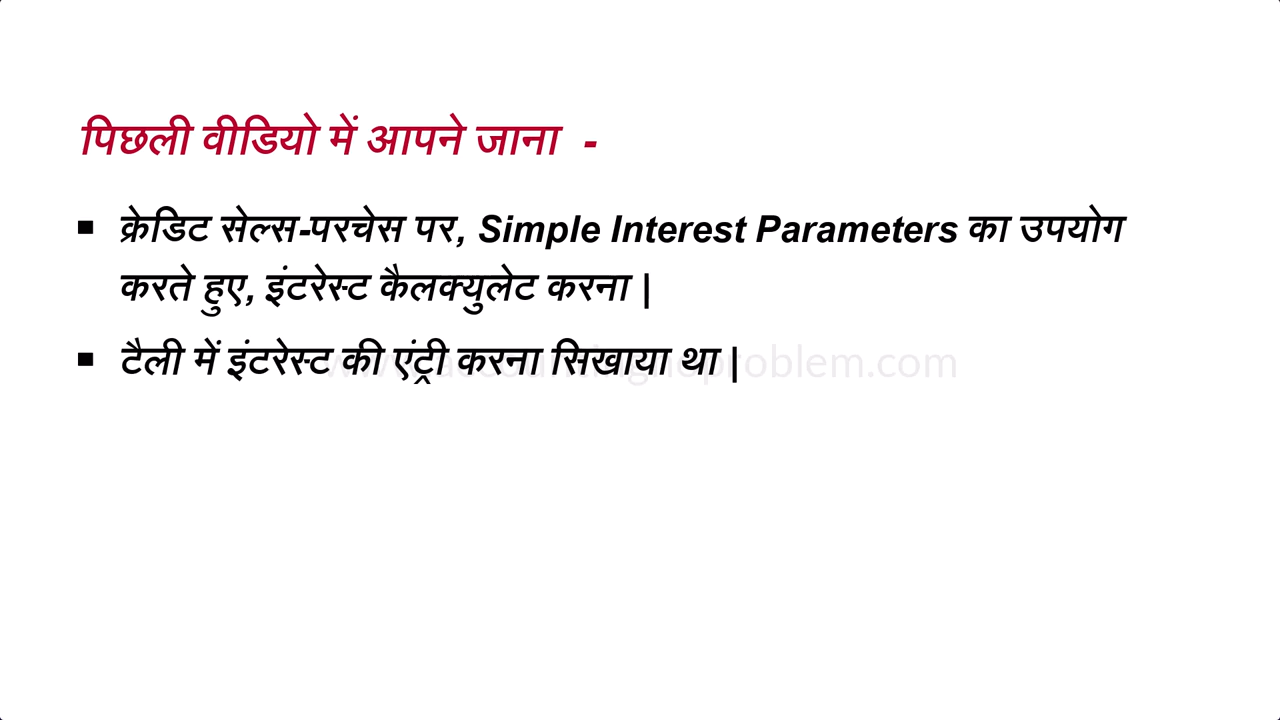 पिछली वीडियो में आपने जाना -
▪ क्रेडिट सेल्स-परचेस पर, Simple Interest Parameters का उपयोग
करते हुए, इंटरेस्ट कैलक्युलेट करना |
▪ टैली में इंटरेस्ट की एंट्री करना सिखाया था |